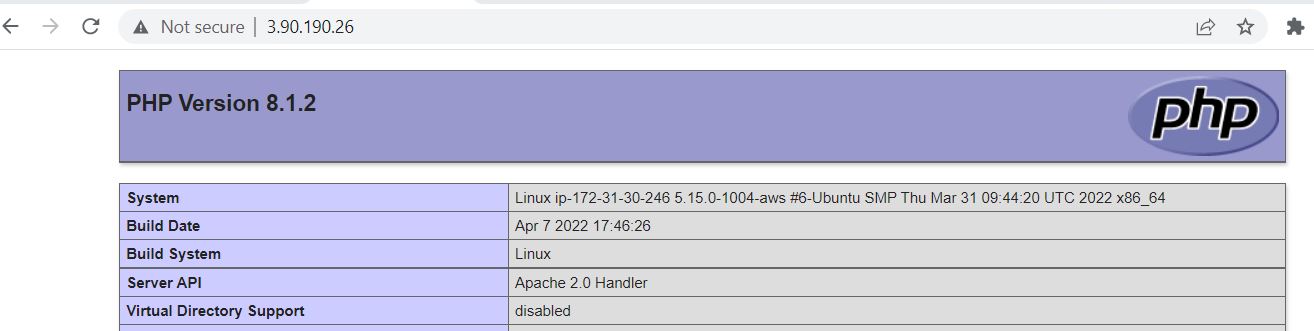 Not secure | 3.90.190.26
PHP Version 8.1.2
php
System Linux ip-172-31-30-246 5.15.0-1004-aws #6-Ubuntu SMP Thu Mar 31 09:44:20 UTC 2022 x86_64
Build Date Apr 7 2022 17:46:26
Build System Linux
Server API Apache 2.0 Handler
Virtual Directory Support disabled